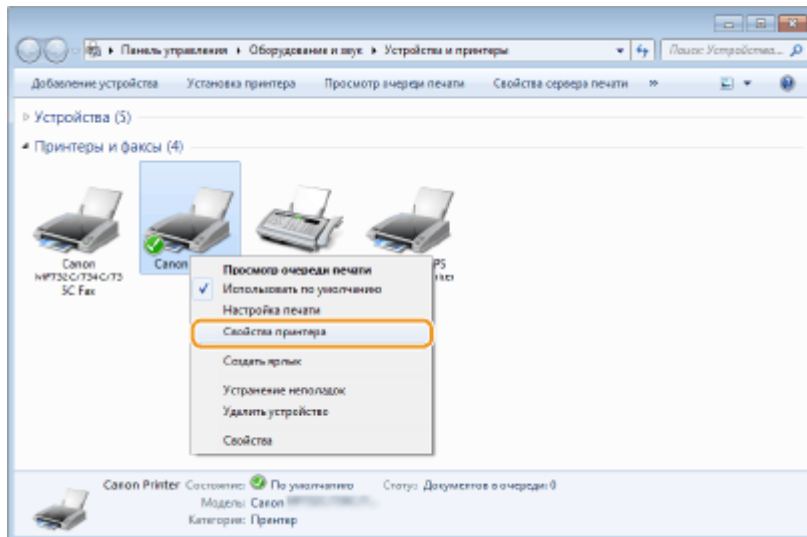 Панель управления Оборудование и звук Устройства и принтеры
Поиск: Устройства...
Добавление устройства Установка принтера Просмотр очереди печати Свойства сервера печати »
Устройства (5)
Принтеры и факсы (4)
Canon
MF732C/734C/73
5C Fax
Canon
PS
Просмотр очереди печати
Использовать по умолчанию
Настройка печати
Свойства принтера
Создать ярлык
Устранение неполадок
Удалить устройство
Свойства
Canon Printer Состояние: По умолчанию Статус: Документов в очереди: 0
Модель: Canon
Категория: Принтер